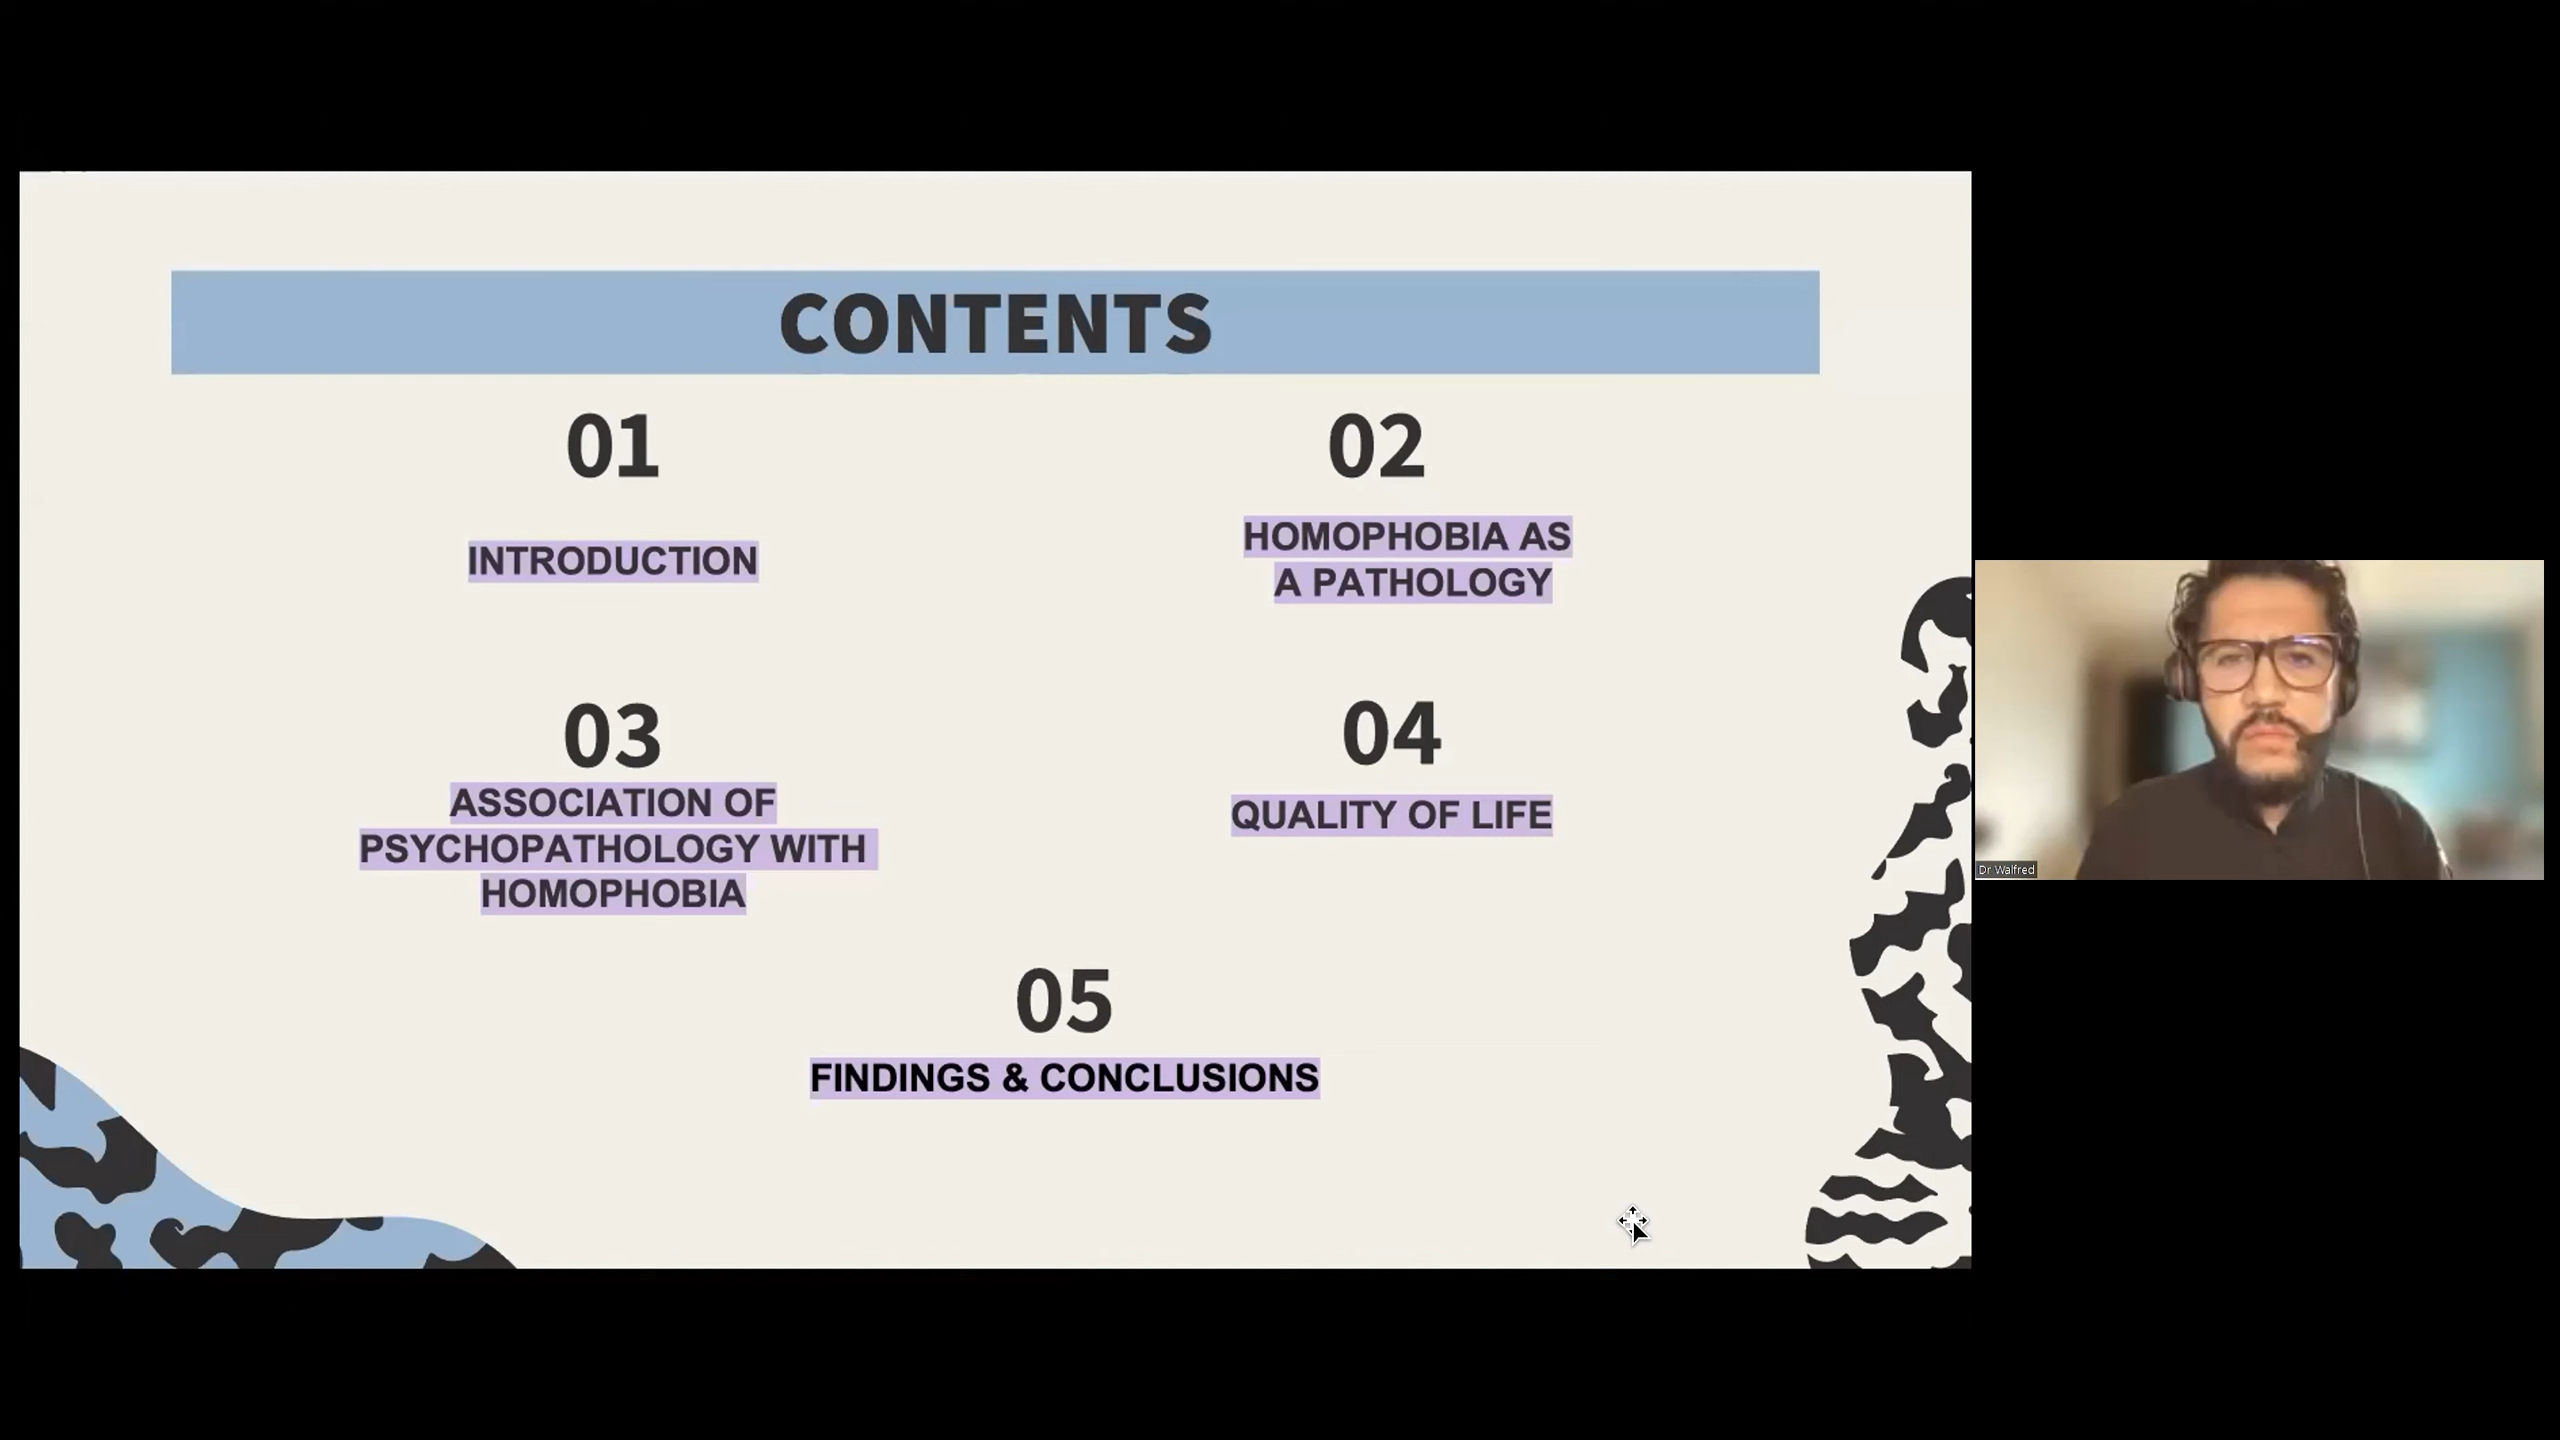 CONTENTS
01
INTRODUCTION
02
HOMOPHOBIA AS
A PATHOLOGY
03
ASSOCIATION OF
PSYCHOPATHOLOGY WITH
HOMOPHOBIA
04
QUALITY OF LIFE
05
FINDINGS & CONCLUSIONS
Dr Walfred